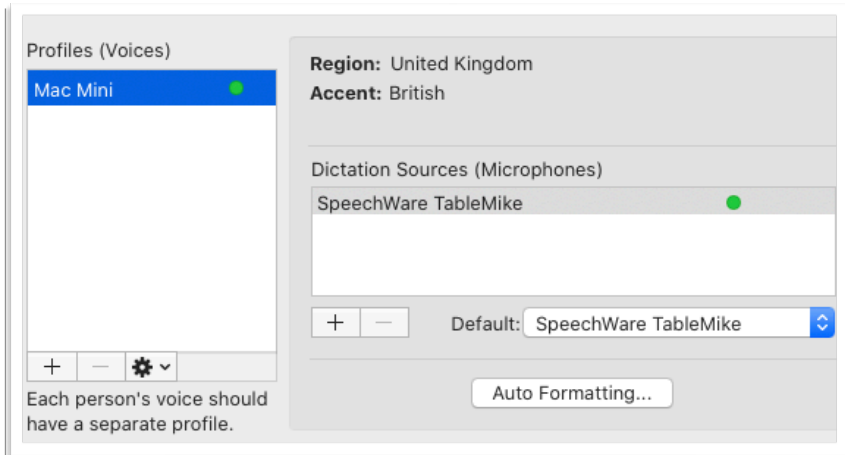 Profiles (Voices)
Mac Mini
Each person's voice should
have a separate profile.
Region: United Kingdom
Accent: British
Dictation Sources (Microphones)
SpeechWare TableMike
Default: SpeechWare TableMike
Auto Formatting...